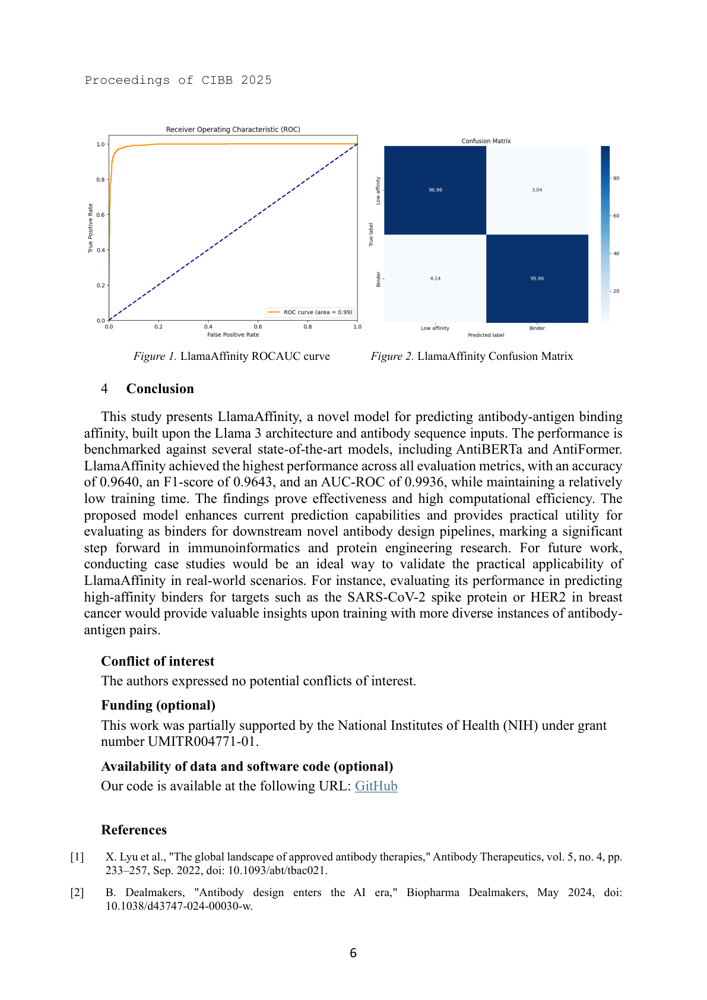 Proceedings of CIBB 2025
Receiver Operating Characteristic (ROC)
1.0
0.8
0.6
0.4
0.2
0.0
True Positive Rate
0.0 0.2 0.4 0.6 0.8 1.0
False Positive Rate
ROC curve (area = 0.99)
Confusion Matrix
Low affinity
Binder
True label
96.96
3.04
4.14
95.86
Low affinity Binder
Predicted label
80
60
40
20
Figure 1. LlamaAffinity ROCAUC curve
Figure 2. LlamaAffinity Confusion Matrix
4 Conclusion
This study presents LlamaAffinity, a novel model for predicting antibody-antigen binding
affinity, built upon the Llama 3 architecture and antibody sequence inputs. The performance is
benchmarked against several state-of-the-art models, including AntiBERTa and AntiFormer.
LlamaAffinity achieved the highest performance across all evaluation metrics, with an accuracy
of 0.9640, an F1-score of 0.9643, and an AUC-ROC of 0.9936, while maintaining a relatively
low training time. The findings prove effectiveness and high computational efficiency. The
proposed model enhances current prediction capabilities and provides practical utility for
evaluating as binders for downstream novel antibody design pipelines, marking a significant
step forward in immunoinformatics and protein engineering research. For future work,
conducting case studies would be an ideal way to validate the practical applicability of
LlamaAffinity in real-world scenarios. For instance, evaluating its performance in predicting
high-affinity binders for targets such as the SARS-CoV-2 spike protein or HER2 in breast
cancer would provide valuable insights upon training with more diverse instances of antibody-
antigen pairs.
Conflict of interest
The authors expressed no potential conflicts of interest.
Funding (optional)
This work was partially supported by the National Institutes of Health (NIH) under grant
number UMITR004771-01.
Availability of data and software code (optional)
Our code is available at the following URL: GitHub
References
[1] X. Lyu et al., "The global landscape of approved antibody therapies," Antibody Therapeutics, vol. 5, no. 4, pp.
233–257, Sep. 2022, doi: 10.1093/abt/tbac021.
[2] B. Dealmakers, "Antibody design enters the AI era," Biopharma Dealmakers, May 2024, doi:
10.1038/d43747-024-00030-w.
6